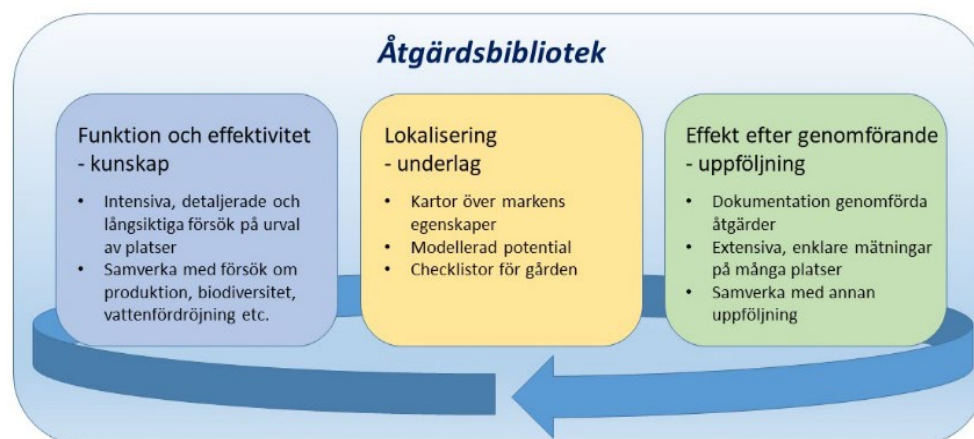 Åtgärdsbibliotek
Funktion och effektivitet
- kunskap
• Intensiva, detaljerade och
långsiktiga försök på urval
av platser
• Samverka med försök om
produktion, biodiversitet,
vattenfördröjning etc.
Lokalisering
- underlag
• Kartor över markens
egenskaper
• Modellerad potential
• Checklistor för gården
Effekt efter genomförande
- uppföljning
• Dokumentation genomförda
åtgärder
• Extensiva, enklare mätningar
på många platser
• Samverka med annan
uppföljning